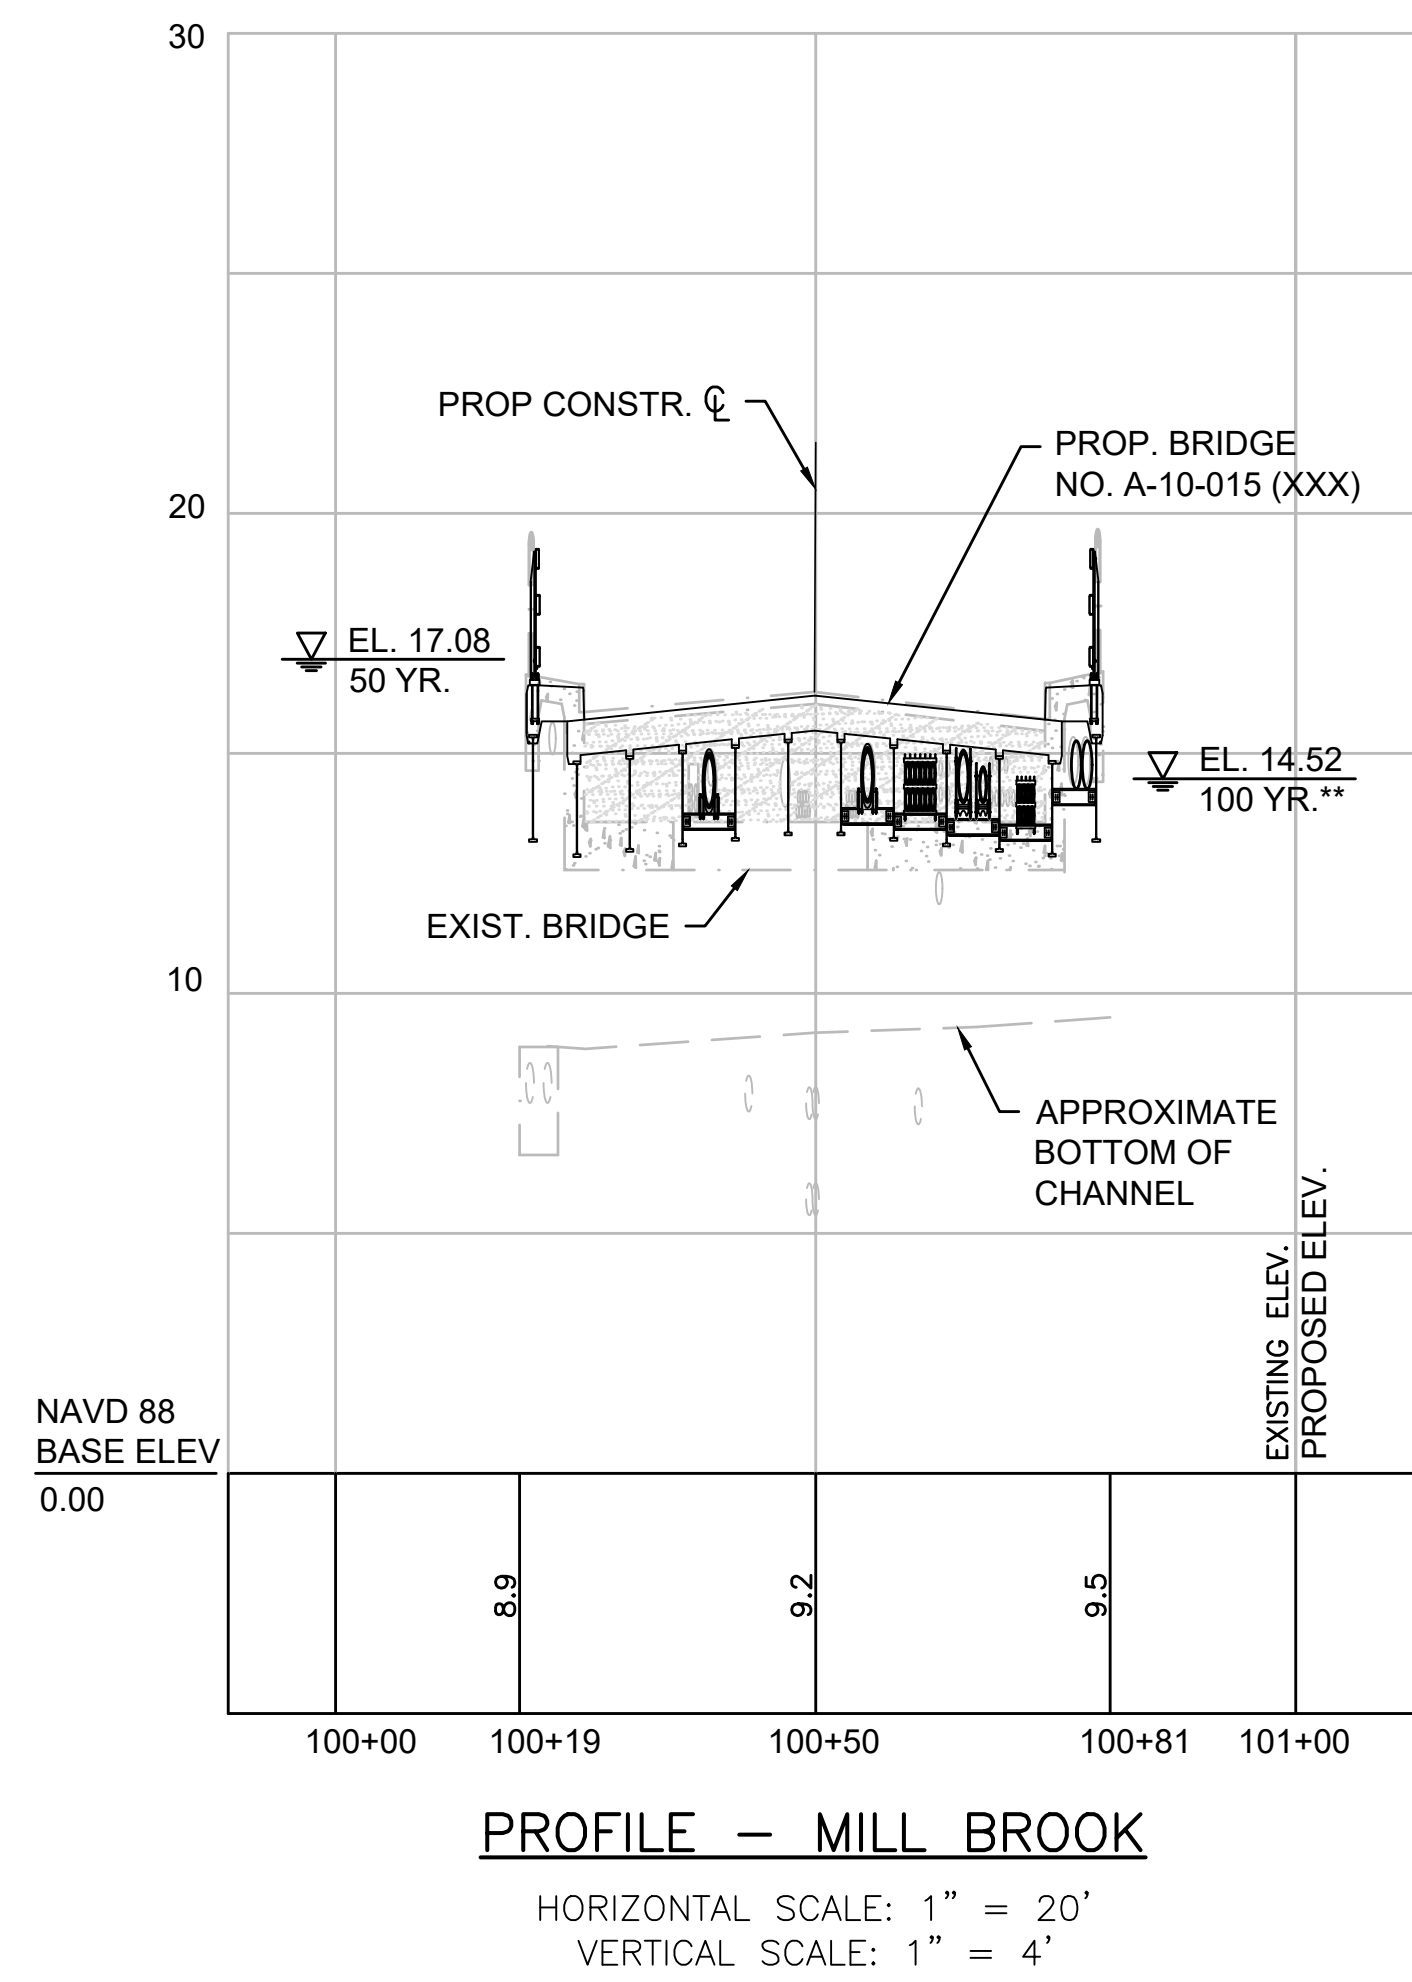 30
PROP CONSTR. ℄
PROP. BRIDGE
NO. A-10-015 (XXX)
20
EL. 17.08
50 YR.
EL. 14.52
100 YR.**
EXIST. BRIDGE
10
APPROXIMATE
BOTTOM OF
CHANNEL
EXISTING ELEV.
PROPOSED ELEV.
NAVD 88
BASE ELEV
0.00
8.9
9.2
9.5
100+00
100+19
100+50
100+81
101+00
PROFILE – MILL BROOK
HORIZONTAL SCALE: 1" = 20'
VERTICAL SCALE: 1" = 4'